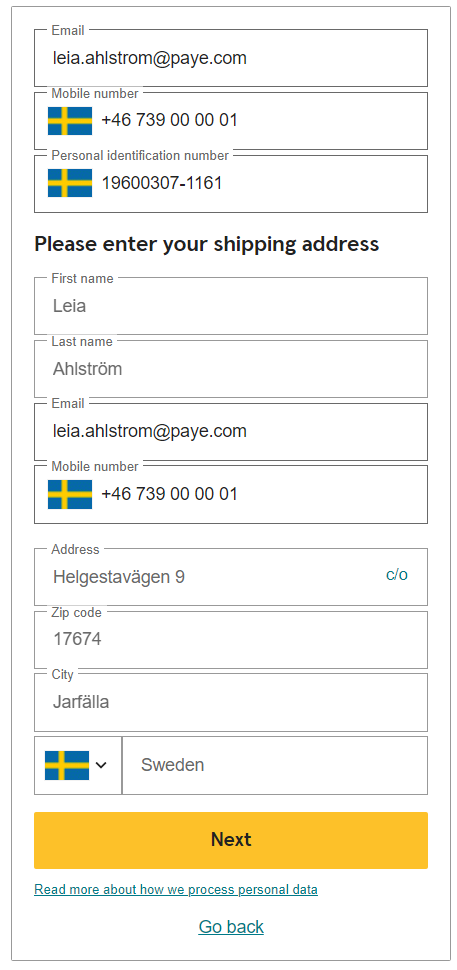 Email
leia.ahlstrom@paye.com
Mobile number
+46 739 00 00 01
Personal identification number
19600307-1161
Please enter your shipping address
First name
Leia
Last name
Ahlström
Email
leia.ahlstrom@paye.com
Mobile number
+46 739 00 00 01
Address
Helgestavägen 9 c/o
Zip code
17674
City
Jarfälla
Sweden
Next
Read more about how we process personal data
Go back